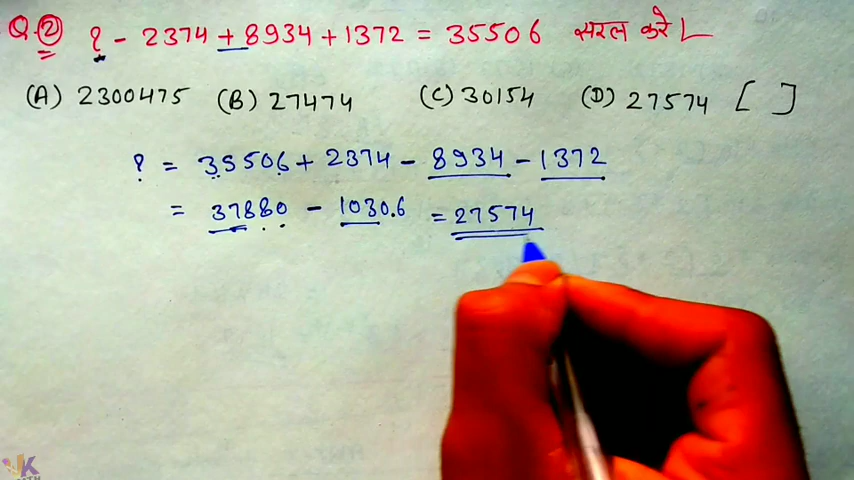 Q.② ? - 2374 + 8934 + 1372 = 35506 सरल करे
(A) 2300475 (B) 27474 (C) 30154 (D) 27574 [ ]
? = 35506 + 2374 - 8934 - 1372
= 37880 - 1030.6 = 27574
VK